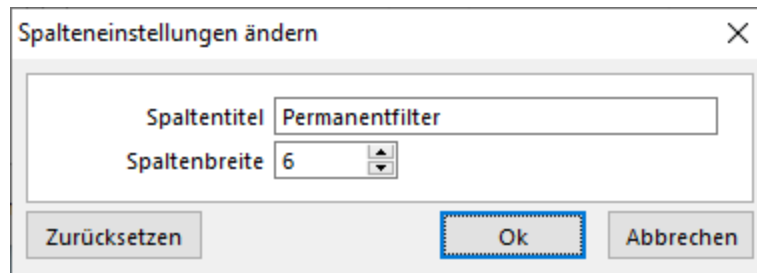 Spalteneinstellungen ändern
Spaltentitel Permanentfilter
Spaltenbreite 6
Zurücksetzen Ok Abbrechen